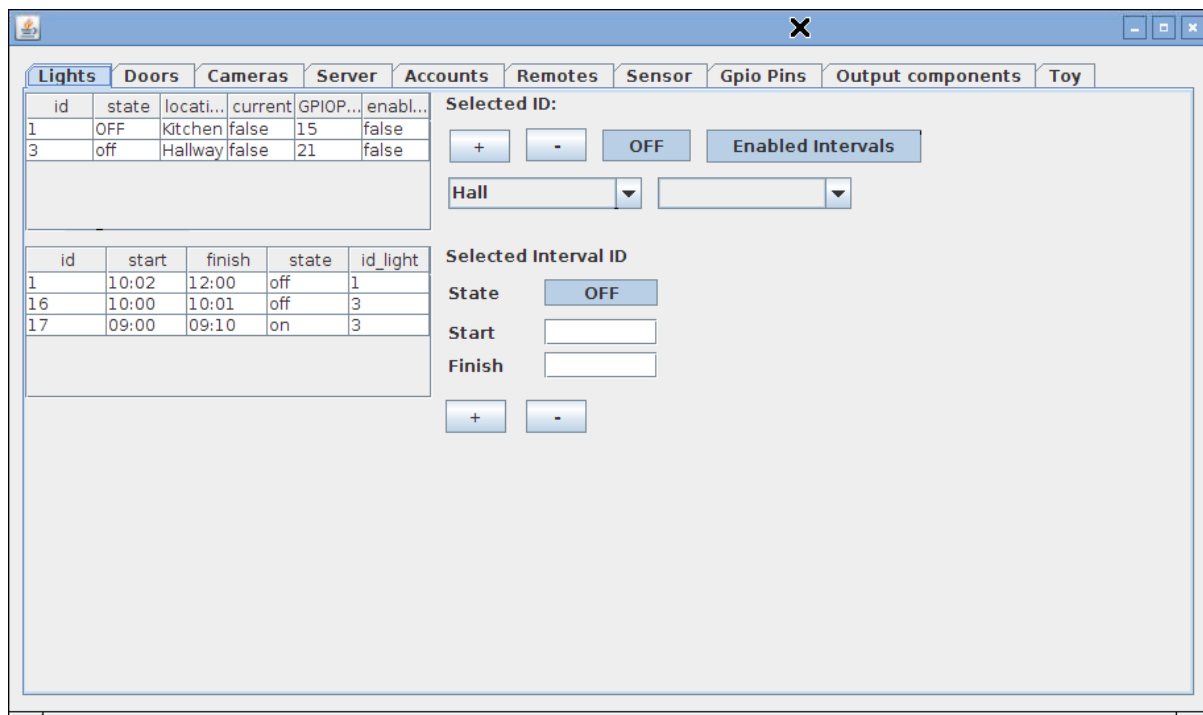 Lights Doors Cameras Server Accounts Remotes Sensor Gpio Pins Output components Toy
id state locati... current GPIOP... enabl...
1 OFF Kitchen false 15 false
3 off Hallway false 21 false
Selected ID:
+ - OFF Enabled Intervals
Hall
id start finish state id_light
1 10:02 12:00 off 1
16 10:00 10:01 off 3
17 09:00 09:10 on 3
Selected Interval ID
State OFF
Start
Finish
+ -